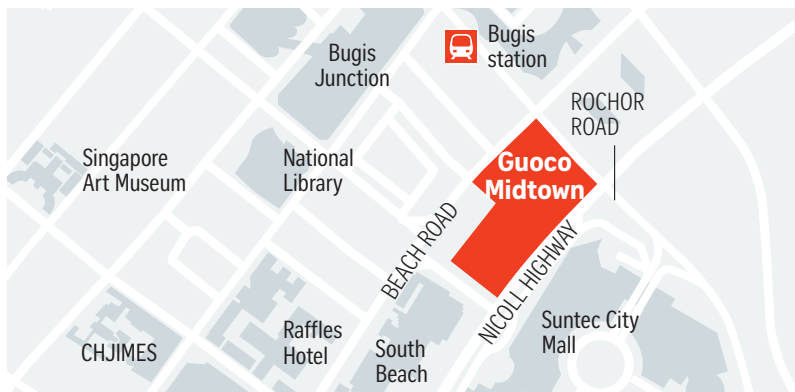 Bugis
Junction
Bugis
station
ROCHOR
ROAD
Singapore
Art Museum
National
Library
Guoco
Midtown
BEACH ROAD
NICOLL HIGHWAY
CHJIMES
Raffles
Hotel
South
Beach
Suntec City
Mall